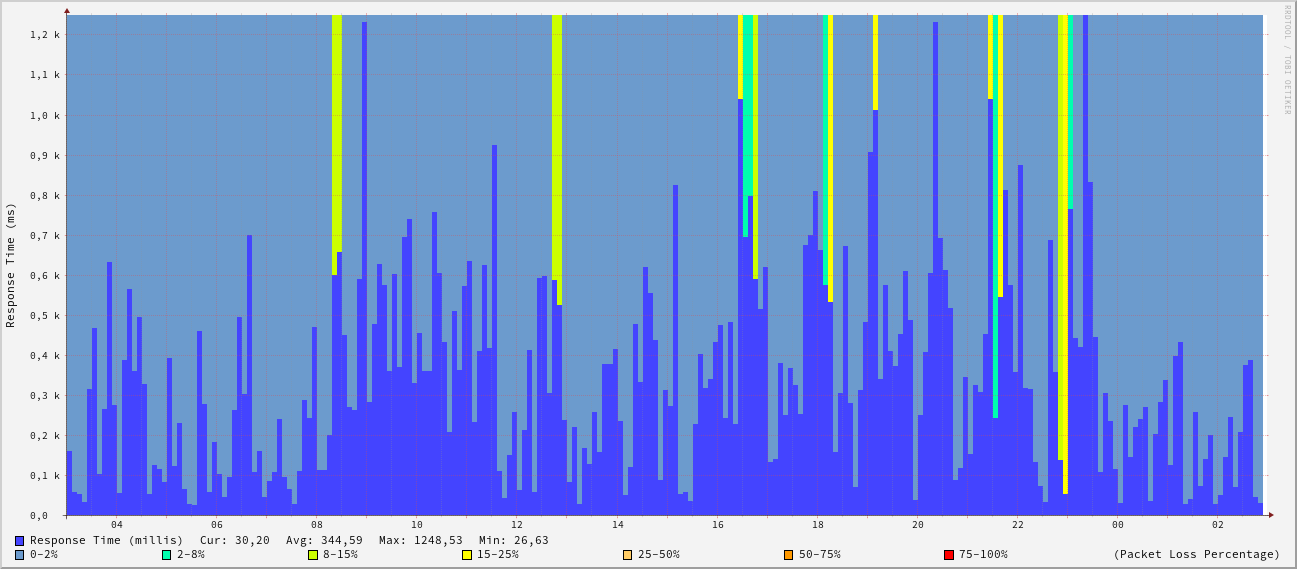 RRDTOOL / TOBI OETIKER
Response Time (ms)
1,2 k
1,1 k
1,0 k
0,9 k
0,8 k
0,7 k
0,6 k
0,5 k
0,4 k
0,3 k
0,2 k
0,1 k
0,0
04 06 08 10 12 14 16 18 20 22 00 02
Response Time (millis) Cur: 30,20 Avg: 344,59 Max: 1248,53 Min: 26,63
0-2% 2-8% 8-15% 15-25% 25-50% 50-75% 75-100% (Packet Loss Percentage)